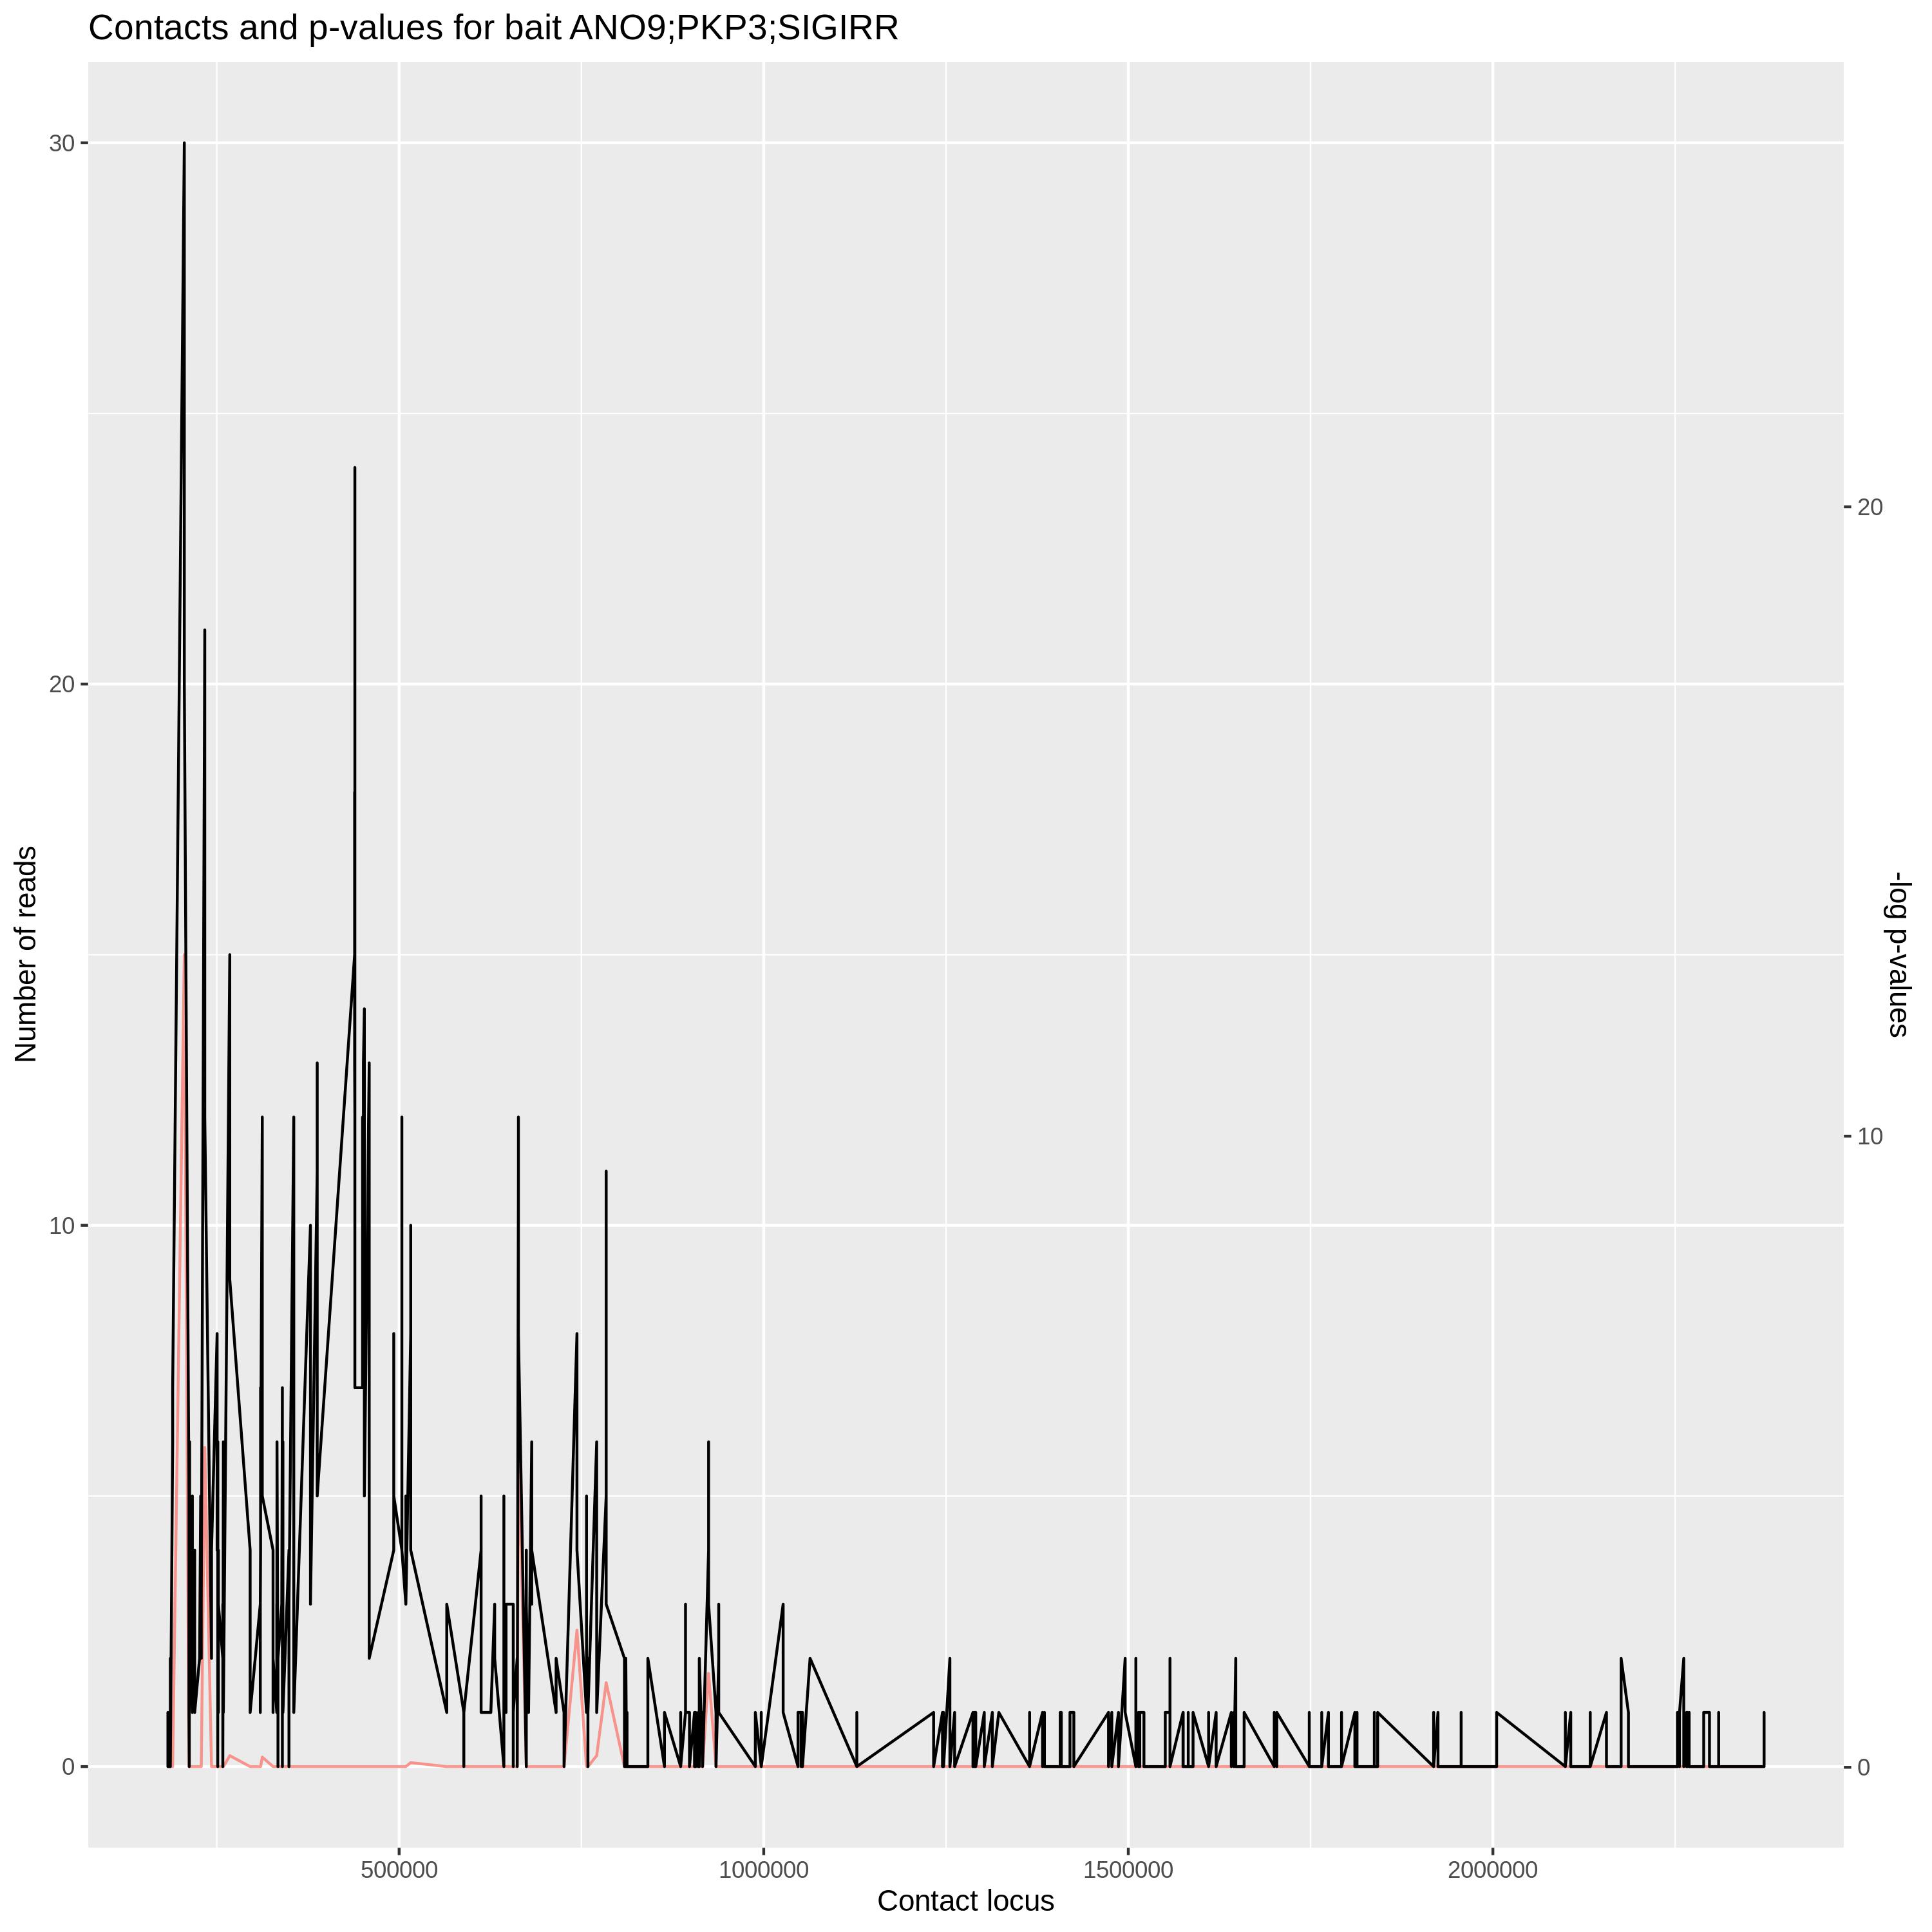 Contacts and p-values for bait ANO9;PKP3;SIGIRR
30
20
10
0
Number of reads
20
10
0
-log p-values
500000
1000000
1500000
2000000
Contact locus